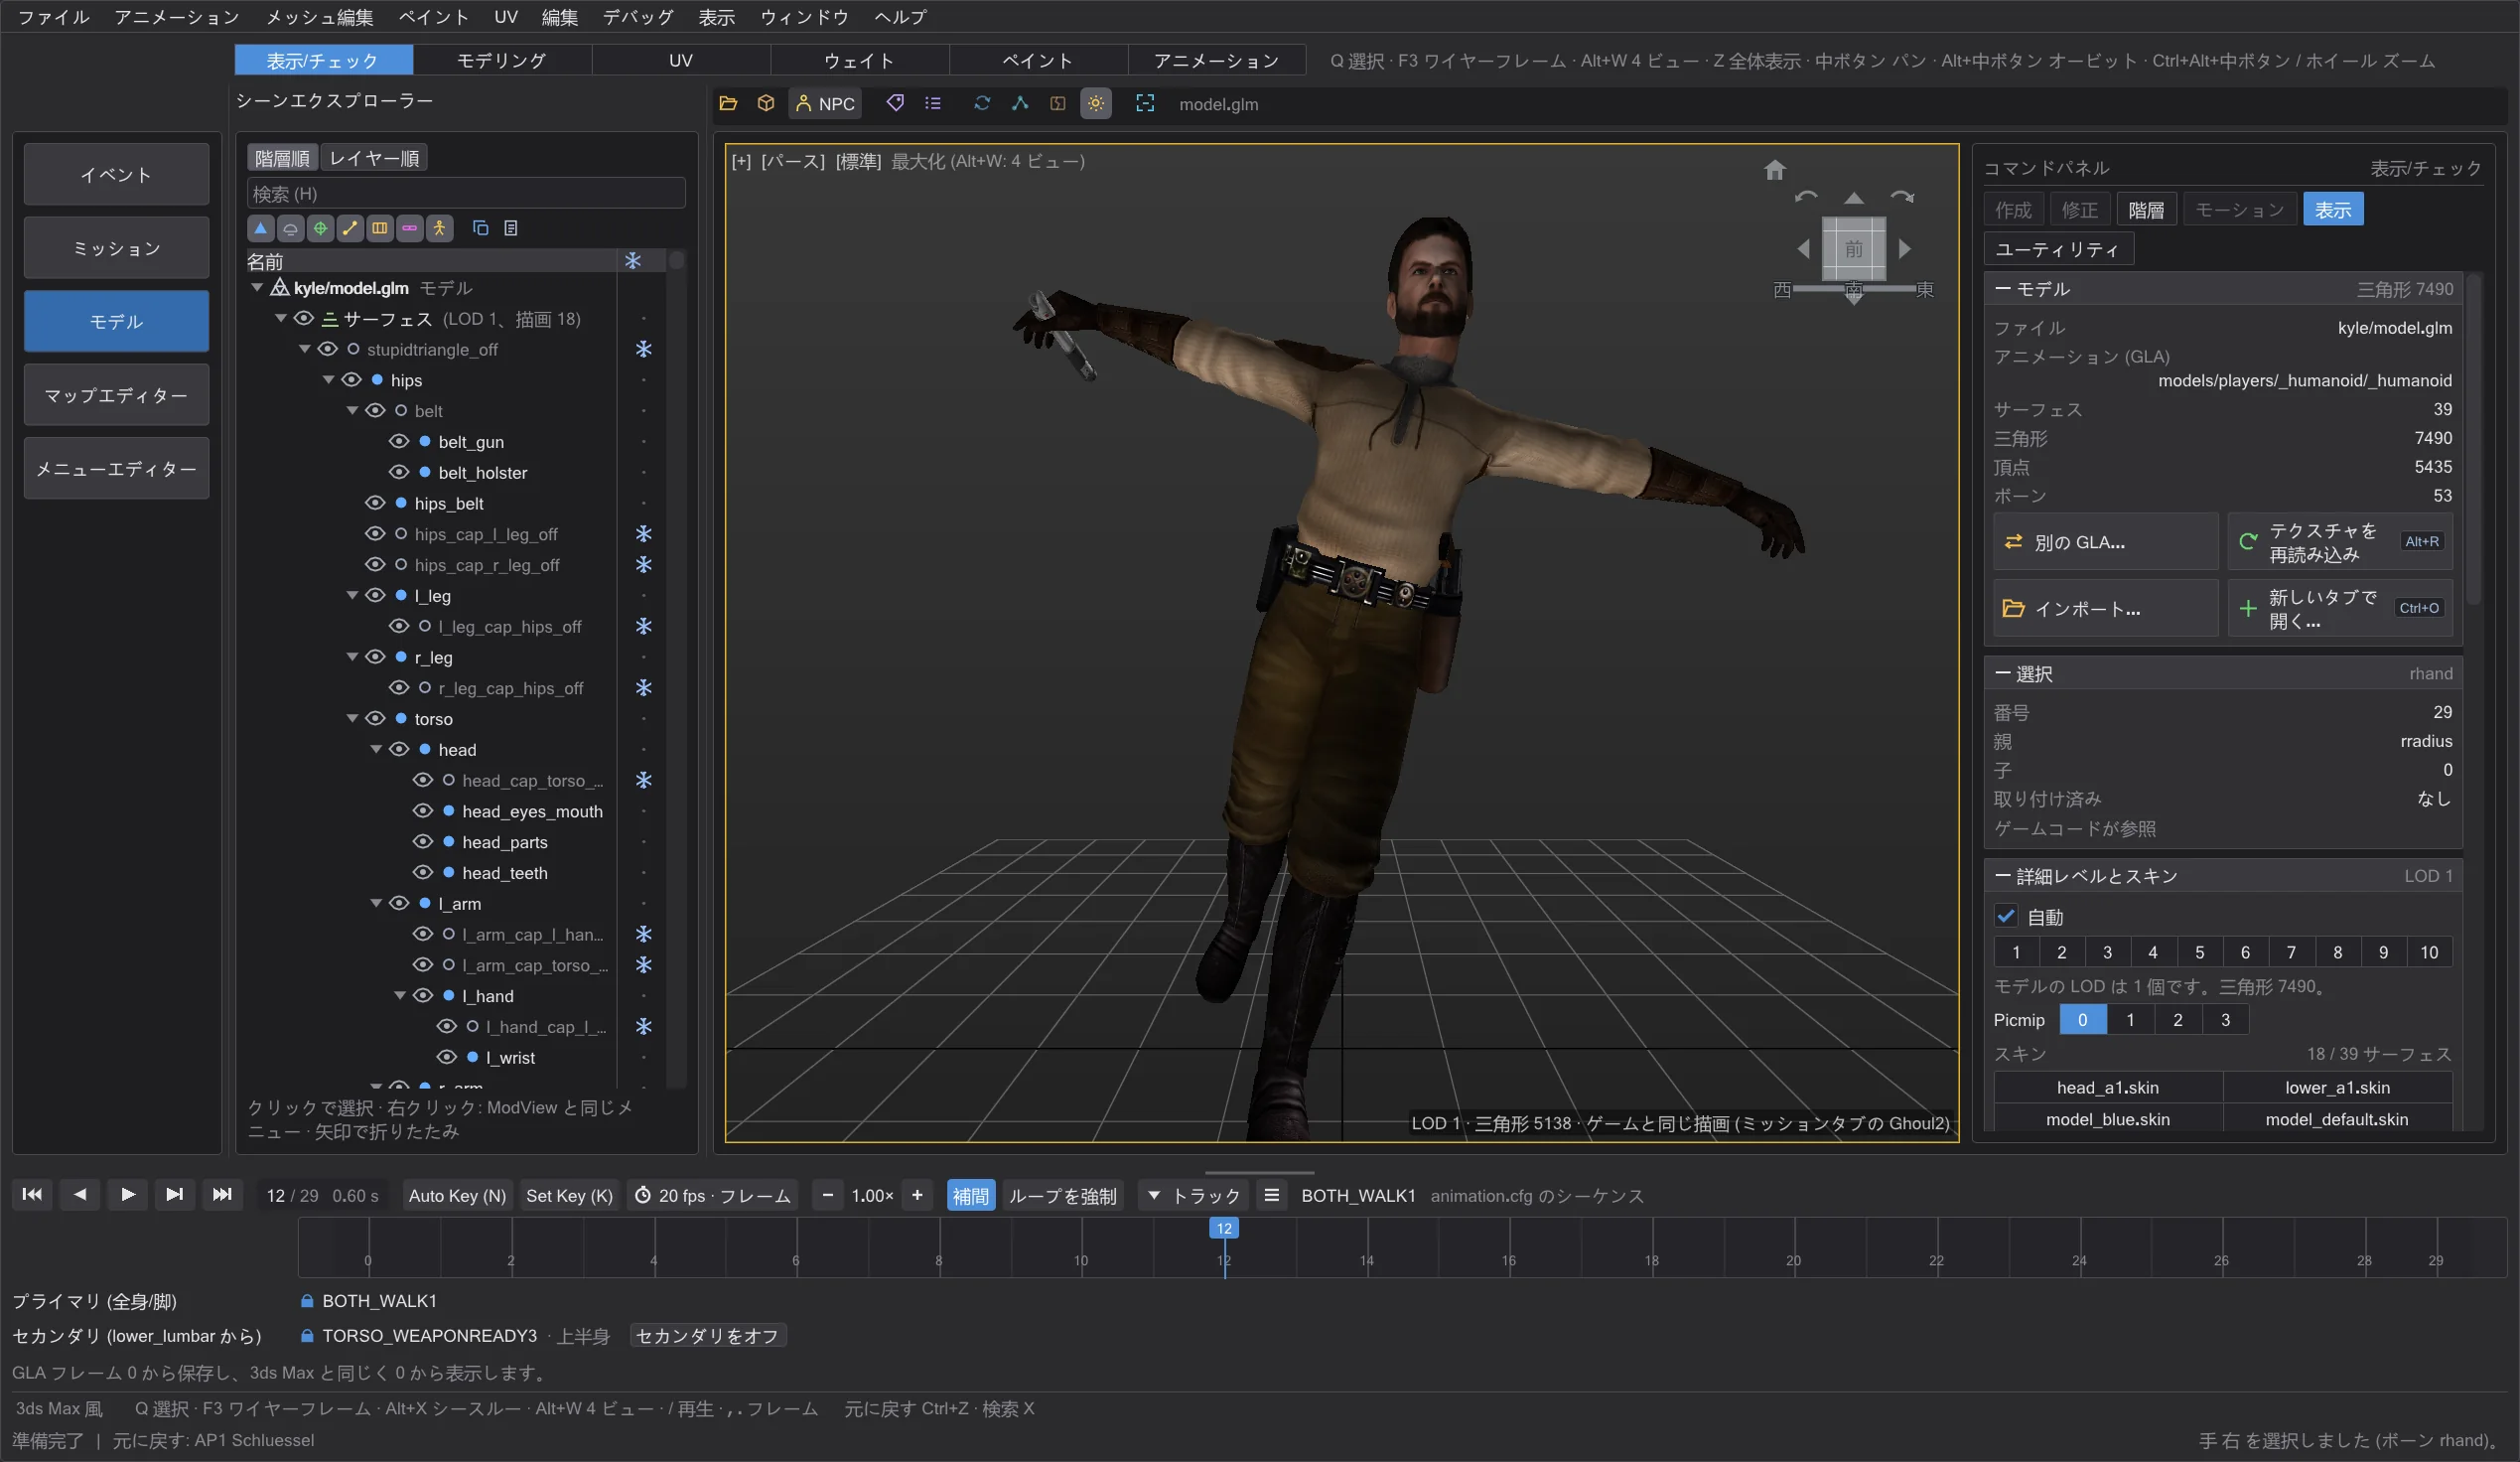 ファイル アニメーション メッシュ編集 ペイント UV 編集 デバッグ 表示 ウィンドウ ヘルプ
表示/チェック モデリング UV ウェイト ペイント アニメーション Q 選択 · F3 ワイヤーフレーム · Alt+W 4 ビュー · Z 全体表示 · 中ボタン パン · Alt+中ボタン オービット · Ctrl+Alt+中ボタン / ホイール ズーム
シーンエクスプローラー
NPC model.glm
イベント
ミッション
モデル
マップエディター
メニューエディター
階層順 レイヤー順
検索 (H)
名前
kyle/model.glm モデル
サーフェス (LOD 1、描画 18)
stupidtriangle_off
hips
belt
belt_gun
belt_holster
hips_belt
hips_cap_l_leg_off
hips_cap_r_leg_off
l_leg
l_leg_cap_hips_off
r_leg
r_leg_cap_hips_off
torso
head
head_cap_torso_...
head_eyes_mouth
head_parts
head_teeth
l_arm
l_arm_cap_l_han...
l_arm_cap_torso_...
l_hand
l_hand_cap_l_...
l_wrist
r_arm
クリックで選択 · 右クリック: ModView と同じメ
ニュー · 矢印で折りたたみ
[+] [パース] [標準] 最大化 (Alt+W: 4 ビュー)
前
西 南 東
LOD 1 · 三角形 5138 · ゲームと同じ描画 (ミッションタブの Ghoul2)
コマンドパネル 表示/チェック
作成 修正 階層 モーション 表示
ユーティリティ
モデル 三角形 7490
ファイル kyle/model.glm
アニメーション (GLA)
models/players/_humanoid/_humanoid
サーフェス 39
三角形 7490
頂点 5435
ボーン 53
別の GLA...
テクスチャを
再読み込み Alt+R
インポート...
新しいタブで
開く... Ctrl+O
選択 rhand
番号 29
親 rradius
子 0
取り付け済み なし
ゲームコードが参照
詳細レベルとスキン LOD 1
自動
1 2 3 4 5 6 7 8 9 10
モデルの LOD は 1 個です。三角形 7490。
Picmip 0 1 2 3
スキン 18 / 39 サーフェス
head_a1.skin lower_a1.skin
model_blue.skin model_default.skin
12 / 29 0.60 s Auto Key (N) Set Key (K) 20 fps · フレーム − 1.00× + 補間 ループを強制 トラック BOTH_WALK1 animation.cfg のシーケンス
12
0 2 4 6 8 10 12 14 16 18 20 22 24 26 28 29
プライマリ (全身/脚) BOTH_WALK1
セカンダリ (lower_lumbar から) TORSO_WEAPONREADY3 · 上半身 セカンダリをオフ
GLA フレーム 0 から保存し、3ds Max と同じく 0 から表示します。
3ds Max 風 Q 選択 · F3 ワイヤーフレーム · Alt+X シースルー · Alt+W 4 ビュー · / 再生 · , . フレーム 元に戻す Ctrl+Z · 検索 X
準備完了 | 元に戻す: AP1 Schluessel
手 右 を選択しました (ボーン rhand)。